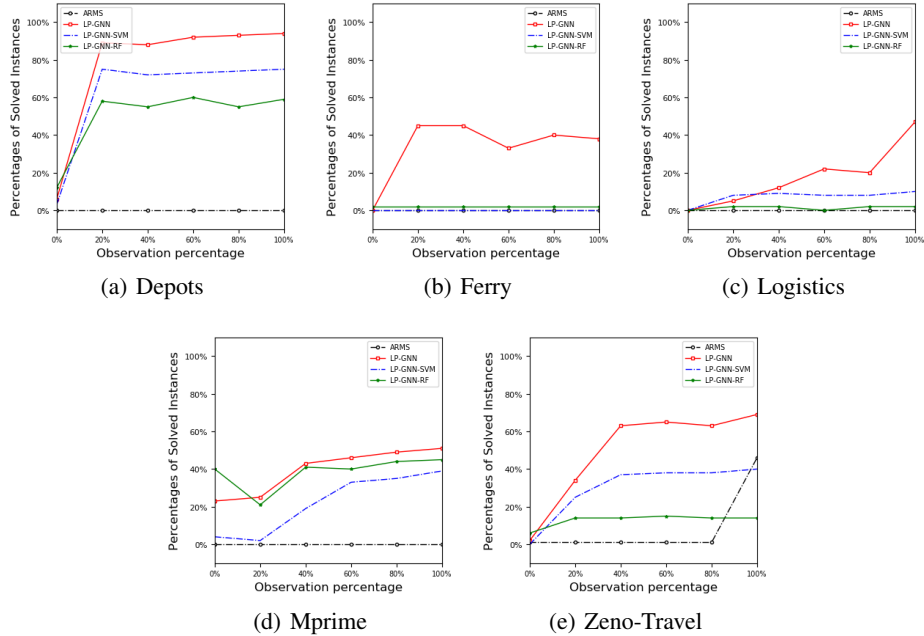 ARMS
LP-GNN
LP-GNN-SVM
LP-GNN-RF
100%
80%
60%
40%
20%
0%
Percentages of Solved Instances
0% 20% 40% 60% 80% 100%
Observation percentage
(a) Depots
ARMS
LP-GNN
LP-GNN-SVM
LP-GNN-RF
100%
80%
60%
40%
20%
0%
Percentages of Solved Instances
0% 20% 40% 60% 80% 100%
Observation percentage
(b) Ferry
ARMS
LP-GNN
LP-GNN-SVM
LP-GNN-RF
100%
80%
60%
40%
20%
0%
Percentages of Solved Instances
0% 20% 40% 60% 80% 100%
Observation percentage
(c) Logistics
ARMS
LP-GNN
LP-GNN-SVM
LP-GNN-RF
100%
80%
60%
40%
20%
0%
Percentages of Solved Instances
0% 20% 40% 60% 80% 100%
Observation percentage
(d) Mprime
ARMS
LP-GNN
LP-GNN-SVM
LP-GNN-RF
100%
80%
60%
40%
20%
0%
Percentages of Solved Instances
0% 20% 40% 60% 80% 100%
Observation percentage
(e) Zeno-Travel